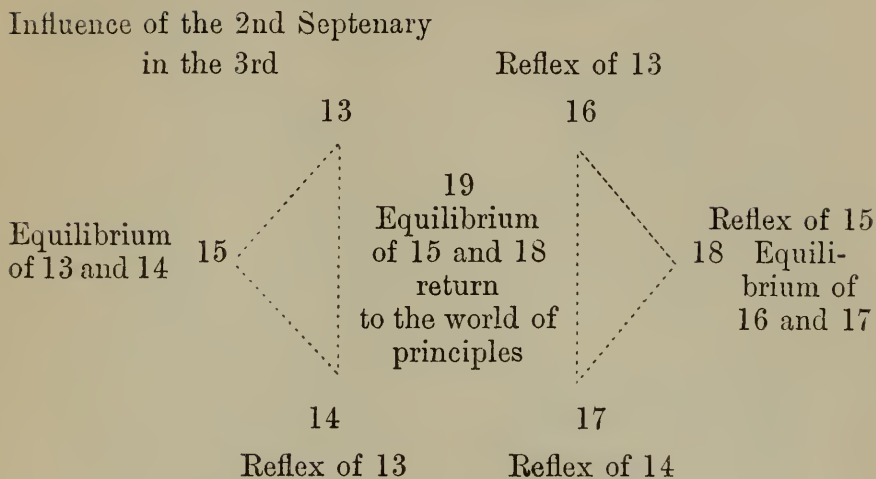 Influence of the 2nd Septenary
in the 3rd
Reflex of 13
13
16
19
Equilibrium
of 15 and 18
return
to the world of
principles
Equilibrium
of 13 and 14
15
Reflex of 15
18 Equili-
brium of
16 and 17
14
17
Reflex of 13
Reflex of 14